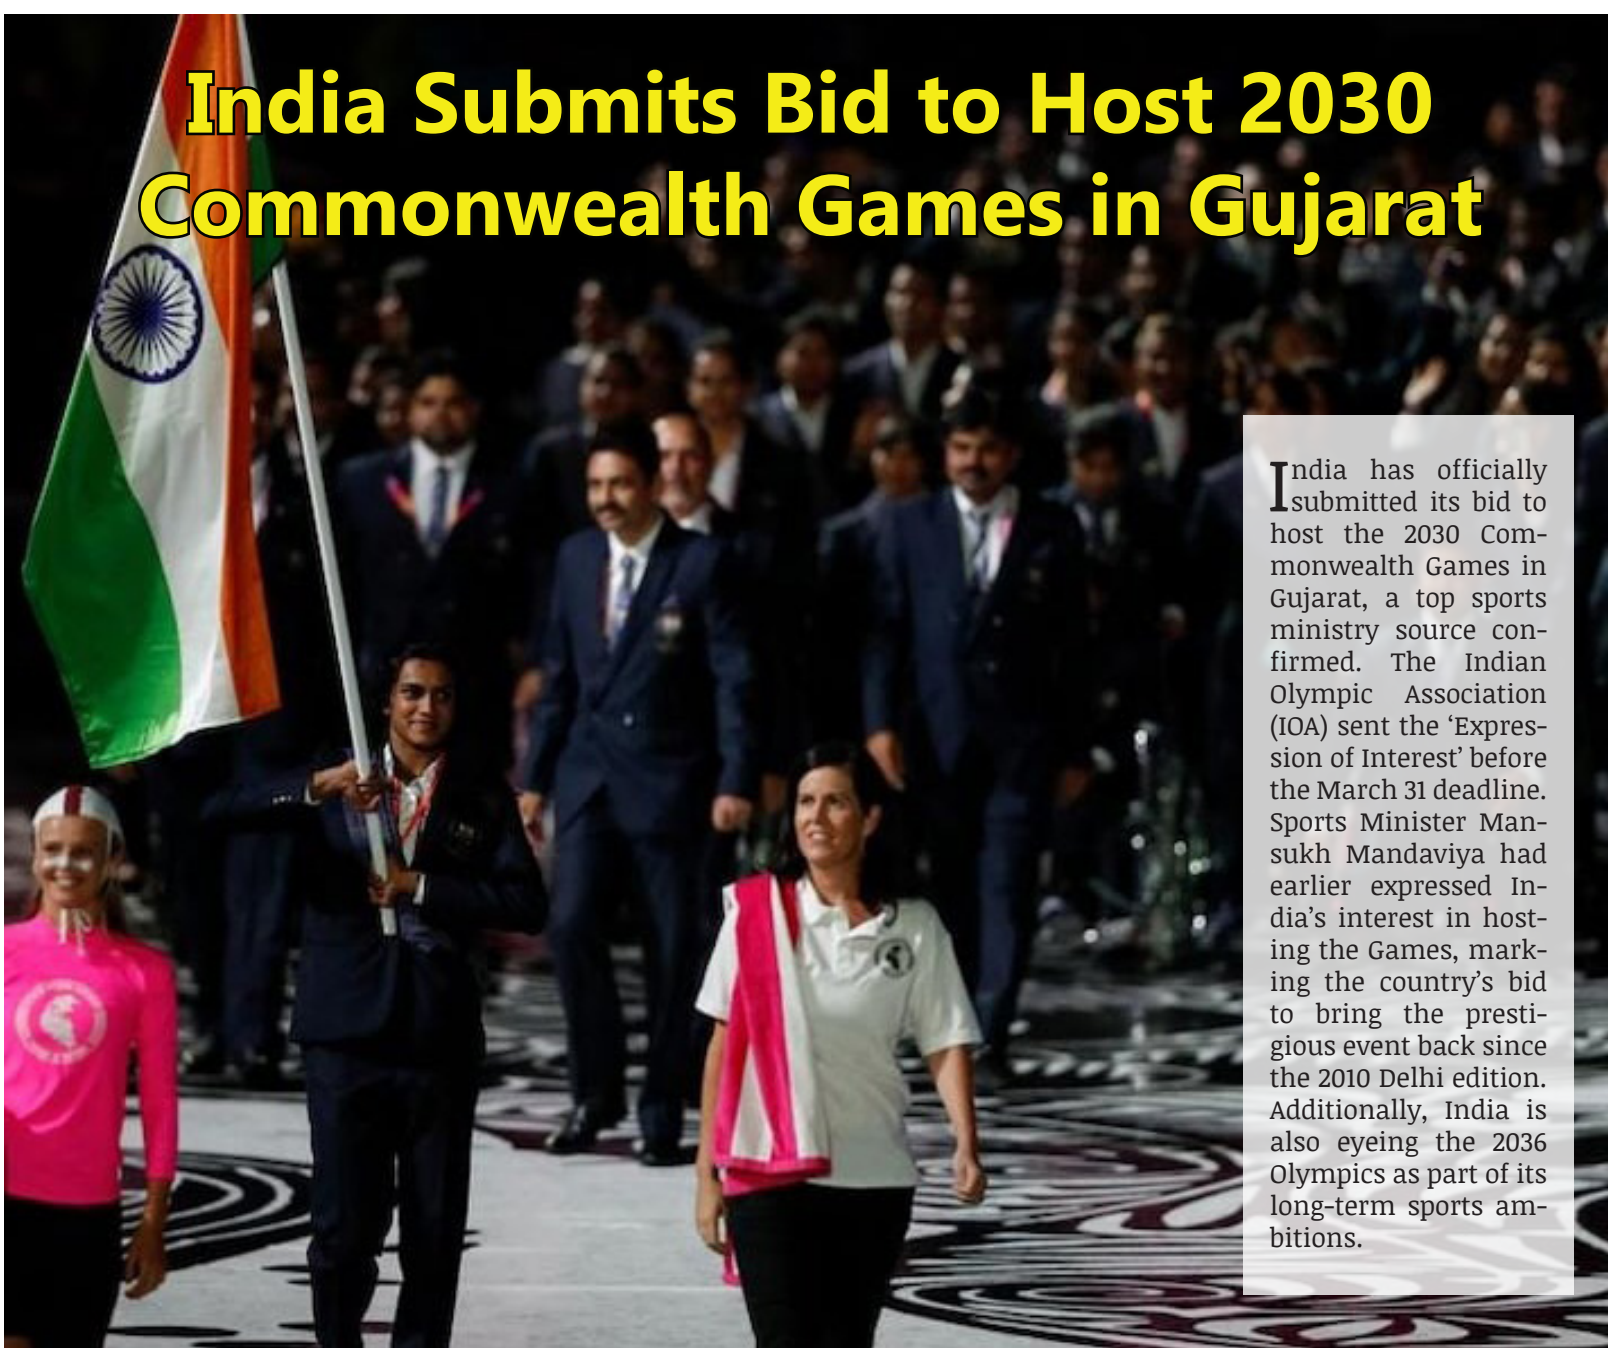 India Submits Bid to Host 2030
Commonwealth Games in Gujarat
India has officially
submitted its bid to
host the 2030 Com-
monwealth Games in
Gujarat, a top sports
ministry source con-
firmed. The Indian
Olympic Association
(IOA) sent the ‘Expres-
sion of Interest’ before
the March 31 deadline.
Sports Minister Man-
sukh Mandaviya had
earlier expressed In-
dia’s interest in host-
ing the Games, mark-
ing the country’s bid
to bring the presti-
gious event back since
the 2010 Delhi edition.
Additionally, India is
also eyeing the 2036
Olympics as part of its
long-term sports am-
bitions.